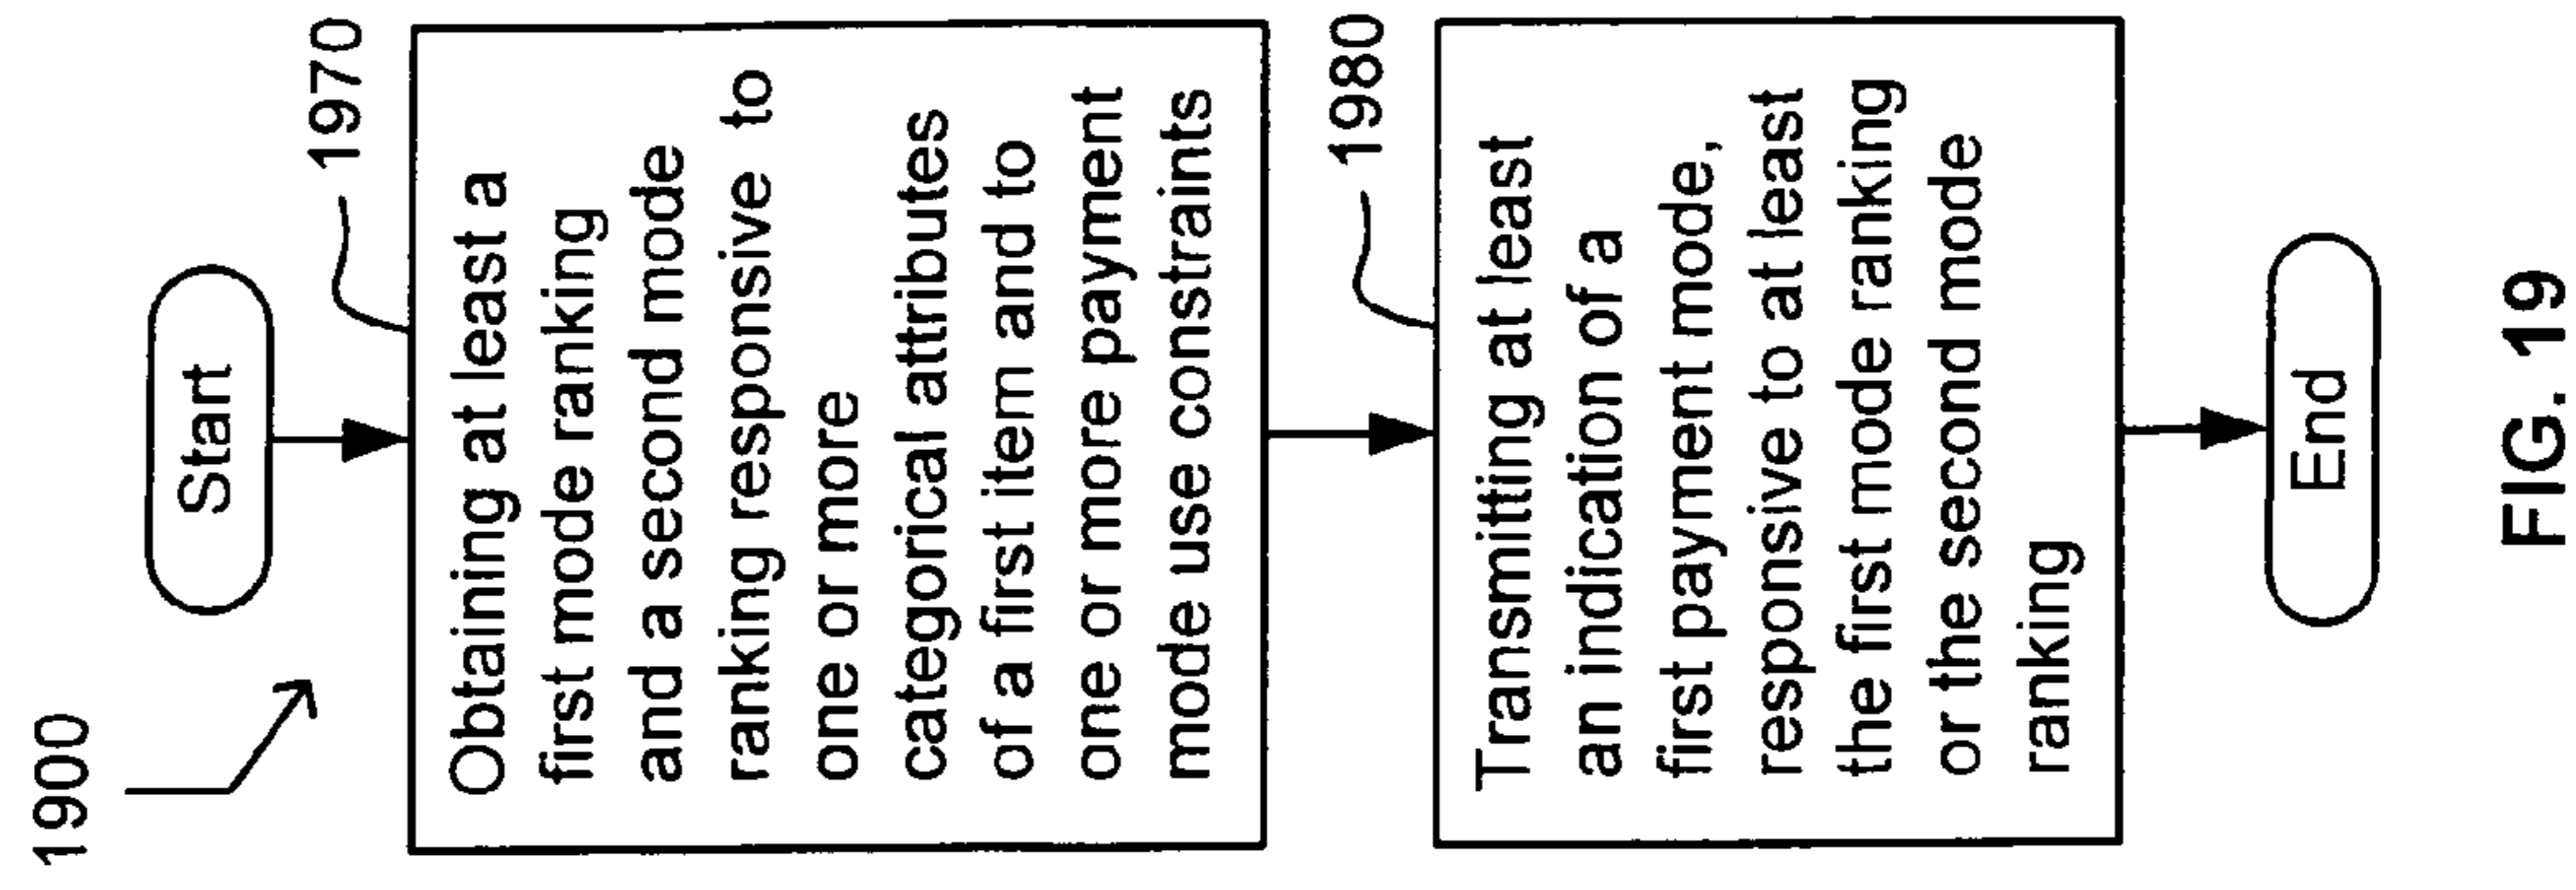 1900
Start
1970
Obtaining at least a
first mode ranking
and a second mode
ranking responsive to
one or more
categorical attributes
of a first item and to
one or more payment
mode use constraints
1980
Transmitting at least
an indication of a
first payment mode,
responsive to at least
the first mode ranking
or the second mode
ranking
End
FIG. 19